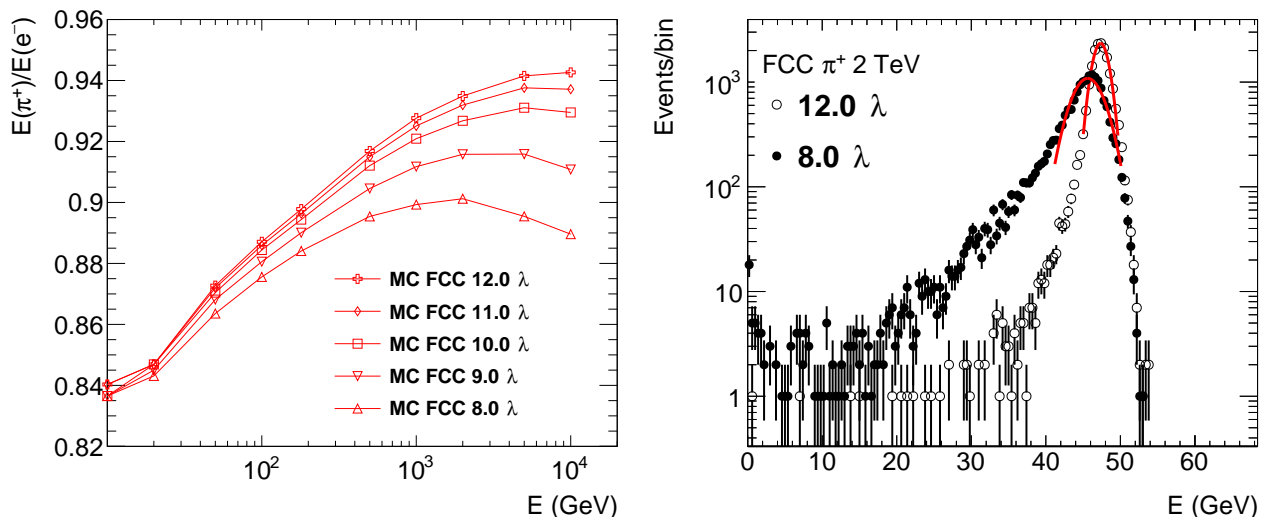 E(π⁺)/E(e⁻)
0.96
0.94
0.92
0.9
0.88
0.86
0.84
0.82
10²
10³
10⁴
E (GeV)
MC FCC 12.0 λ
MC FCC 11.0 λ
MC FCC 10.0 λ
MC FCC 9.0 λ
MC FCC 8.0 λ
Events/bin
10³
10²
10
1
0
10
20
30
40
50
60
E (GeV)
FCC π⁺ 2 TeV
12.0 λ
8.0 λ